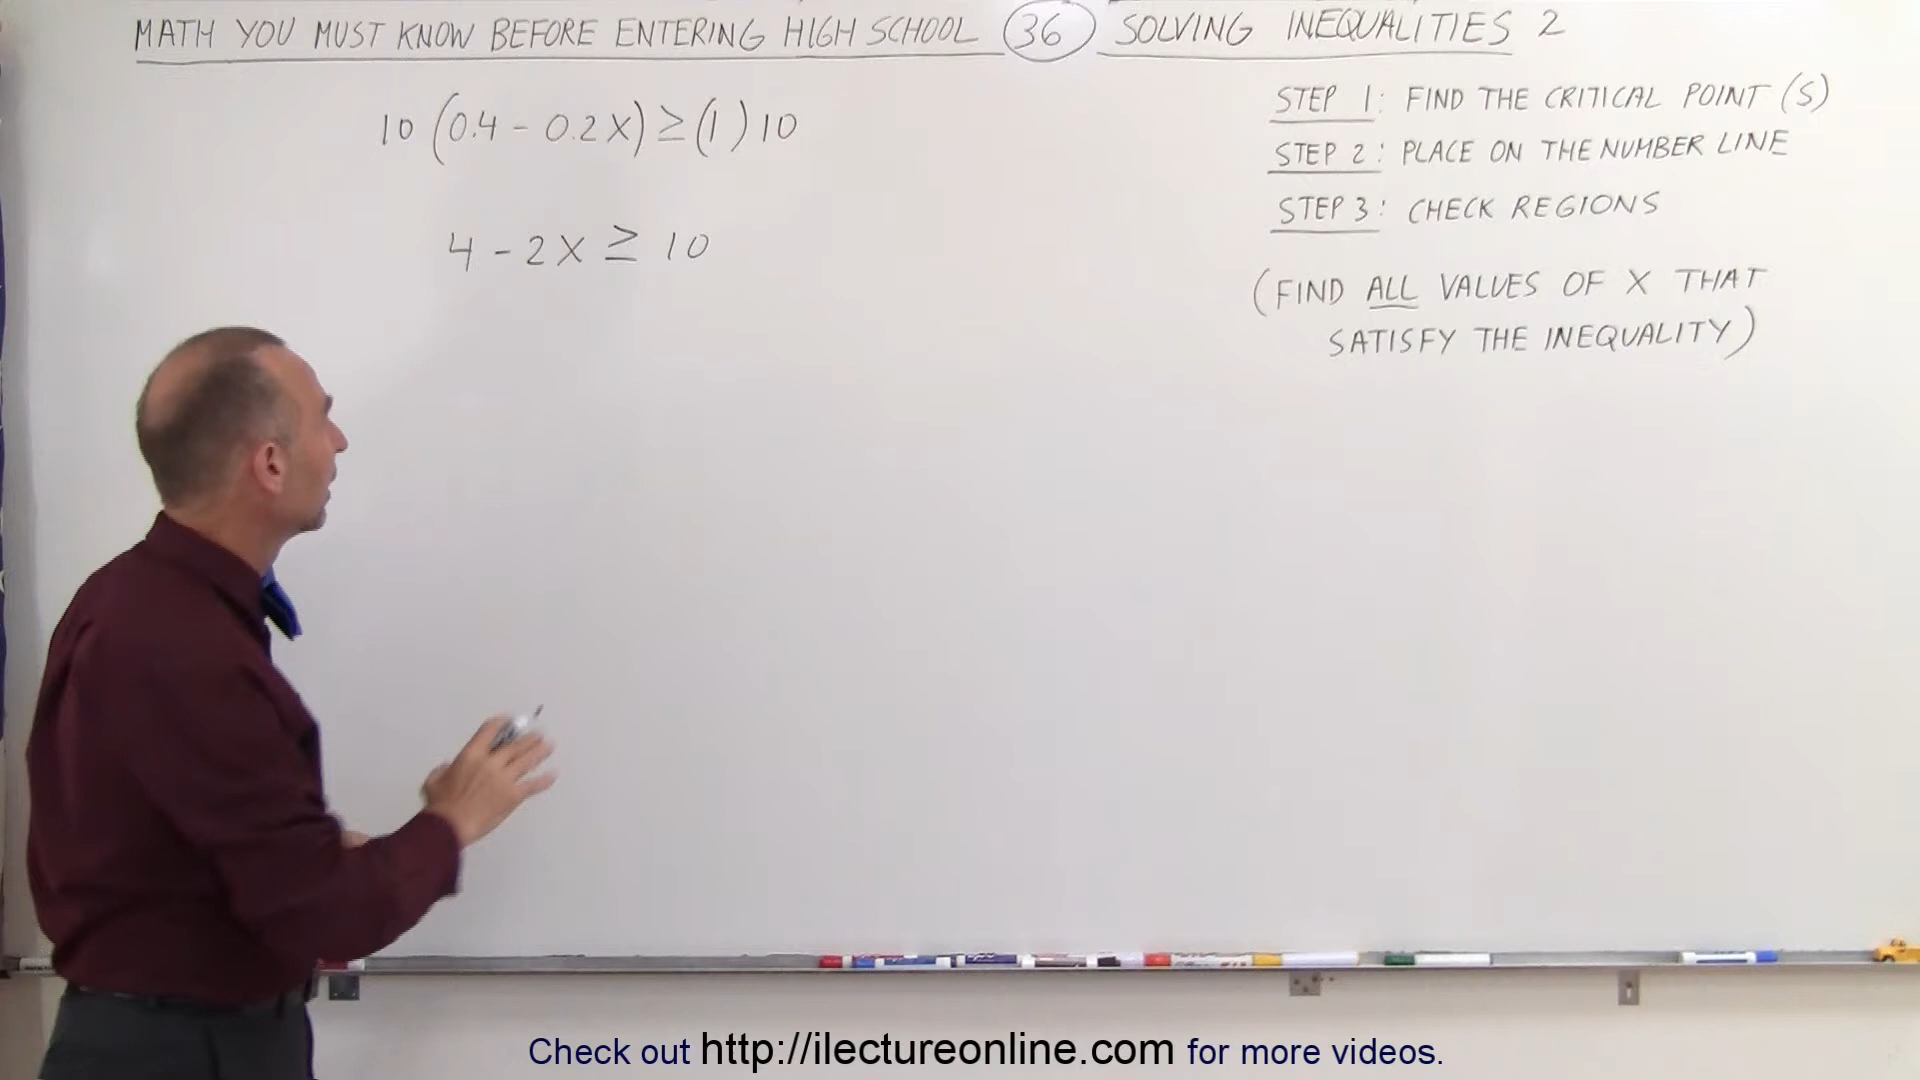 MATH YOU MUST KNOW BEFORE ENTERING HIGH SCHOOL 36 SOLVING INEQUALITIES 2
10 (0.4 - 0.2X) ≥ (1) 10
4 - 2X ≥ 10
STEP 1: FIND THE CRITICAL POINT (S)
STEP 2: PLACE ON THE NUMBER LINE
STEP 3: CHECK REGIONS
(FIND ALL VALUES OF X THAT
SATISFY THE INEQUALITY)
Check out http://ilectureonline.com for more videos.